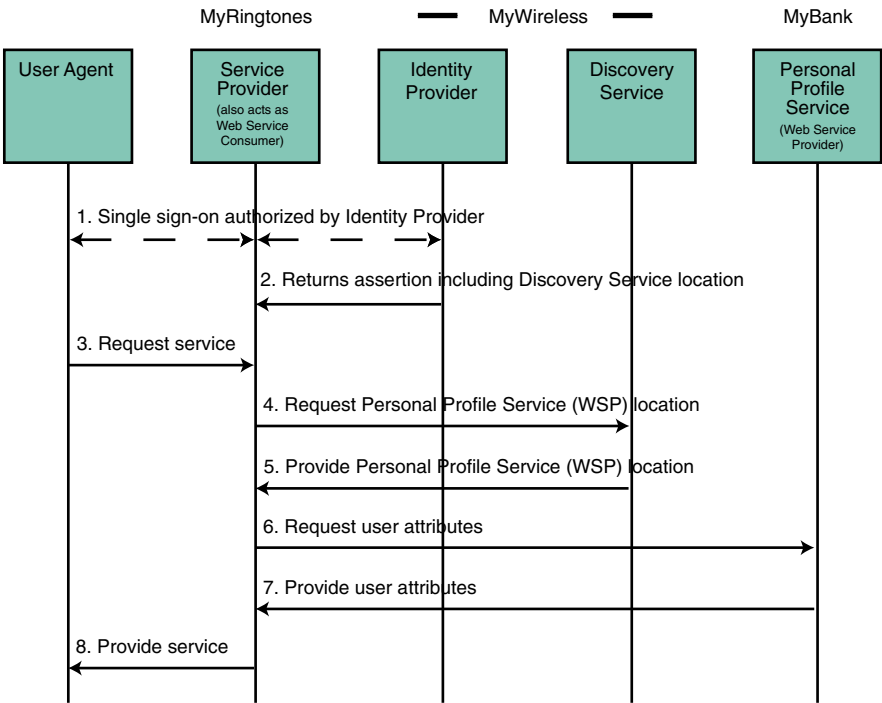 MyRingtones
MyWireless
MyBank
User Agent
Service
Provider
(also acts as
Web Service
Consumer)
Identity
Provider
Discovery
Service
Personal
Profile
Service
(Web Service
Provider)
1. Single sign-on authorized by Identity Provider
2. Returns assertion including Discovery Service location
3. Request service
4. Request Personal Profile Service (WSP) location
5. Provide Personal Profile Service (WSP) location
6. Request user attributes
7. Provide user attributes
8. Provide service